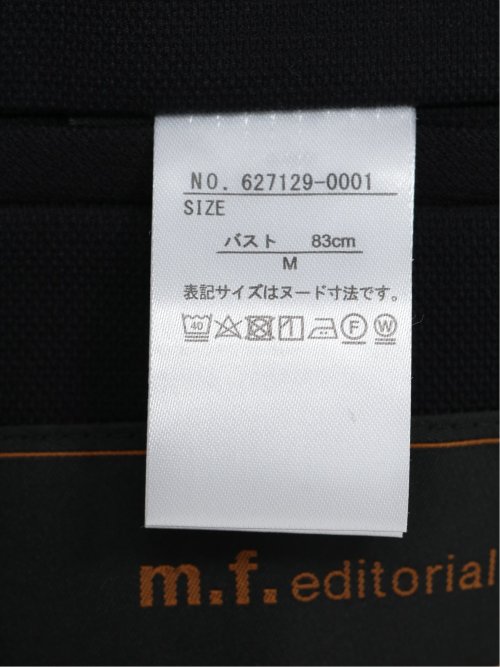 NO. 627129-0001
SIZE
バスト 83cm
M
表記サイズはヌード寸法です。
40 F W
m.f.editorial